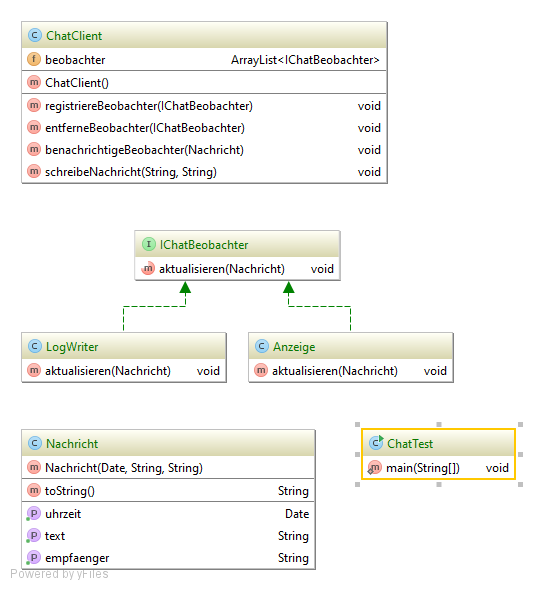 ChatClient
beobachter ArrayList<IChatBeobachter>
ChatClient()
registriereBeobachter(IChatBeobachter) void
entferneBeobachter(IChatBeobachter) void
benachrichtigeBeobachter(Nachricht) void
schreibeNachricht(String, String) void
IChatBeobachter
aktualisieren(Nachricht) void
LogWriter
aktualisieren(Nachricht) void
Anzeige
aktualisieren(Nachricht) void
Nachricht
Nachricht(Date, String, String)
toString() String
uhrzeit Date
text String
empfaenger String
ChatTest
main(String[]) void
Powered by yFiles